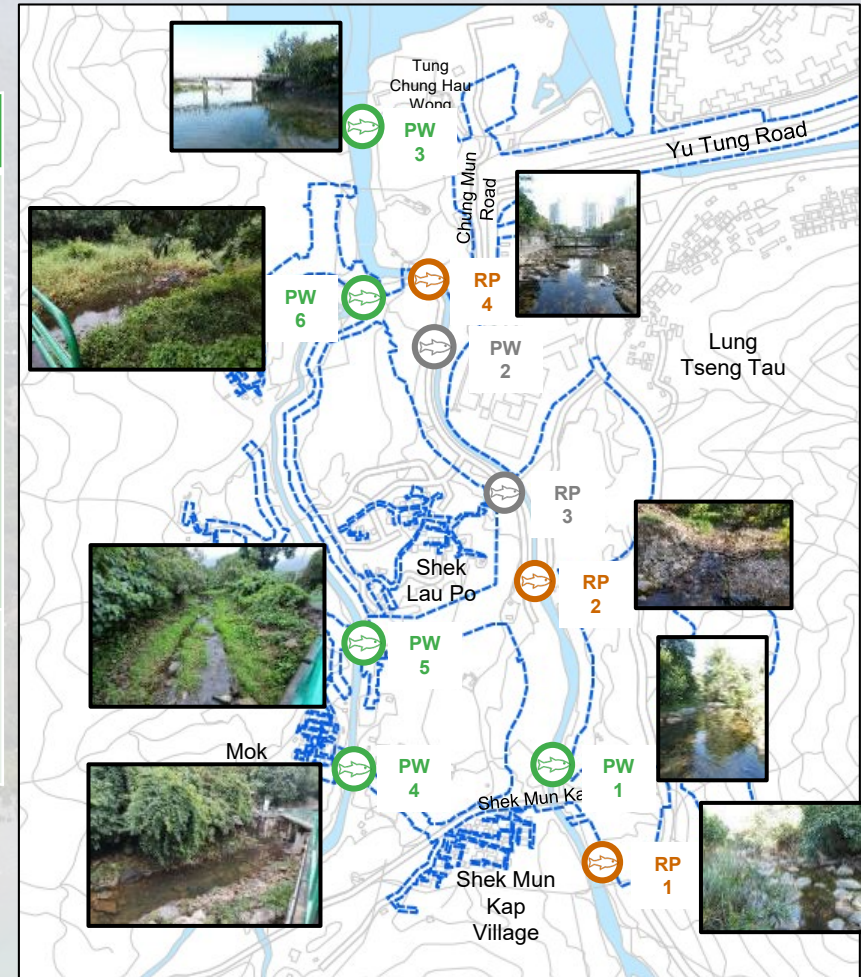 Tung
Chung Hau
Wong
PW
3
Yu Tung Road
Chung Mun
Road
RP
4
PW
6
PW
2
Lung
Tseng Tau
RP
3
Shek
Lau Po
RP
2
PW
5
Mok
PW
4
PW
1
Shek Mun Ka
RP
1
Shek Mun
Kap
Village